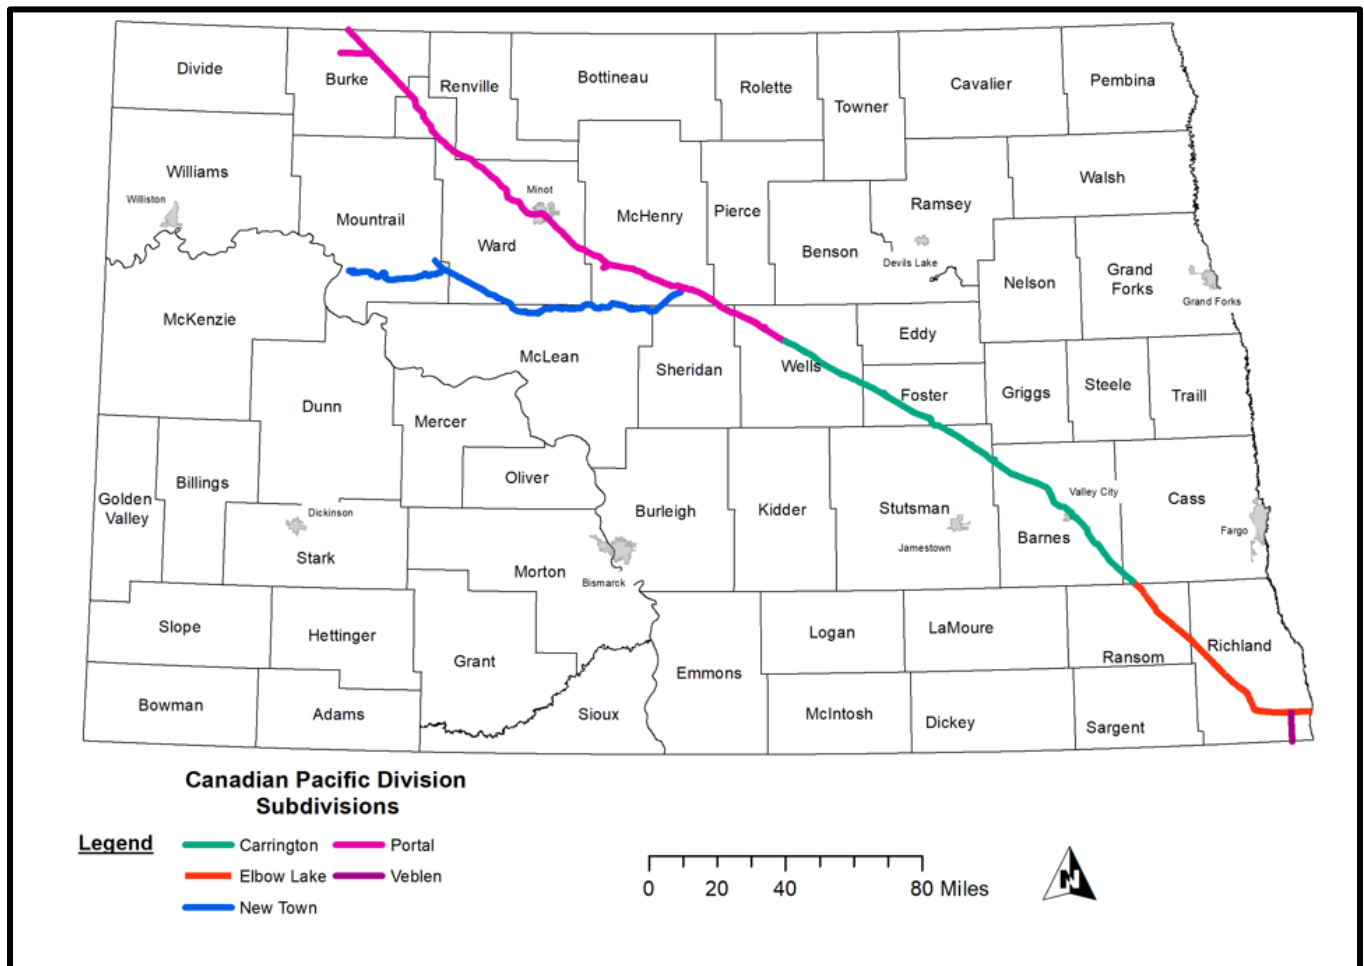 Divide
Burke
Renville
Bottineau
Rolette
Towner
Cavalier
Pembina
Williams
Williston
Mountrail
Minot
Ward
McHenry
Pierce
Benson
Ramsey
Devils Lake
Walsh
Nelson
Grand
Forks
Grand Forks
McKenzie
McLean
Sheridan
Wells
Eddy
Foster
Griggs
Steele
Traill
Dunn
Mercer
Oliver
Golden
Valley
Billings
Dickinson
Stark
Morton
Bismarck
Burleigh
Kidder
Stutsman
Jamestown
Valley City
Barnes
Cass
Fargo
Slope
Hettinger
Grant
Bowman
Adams
Sioux
Emmons
Logan
LaMoure
Ransom
Richland
McIntosh
Dickey
Sargent
Canadian Pacific Division
Subdivisions
Legend
Carrington
Portal
Elbow Lake
Veblen
New Town
0 20 40 80 Miles
N